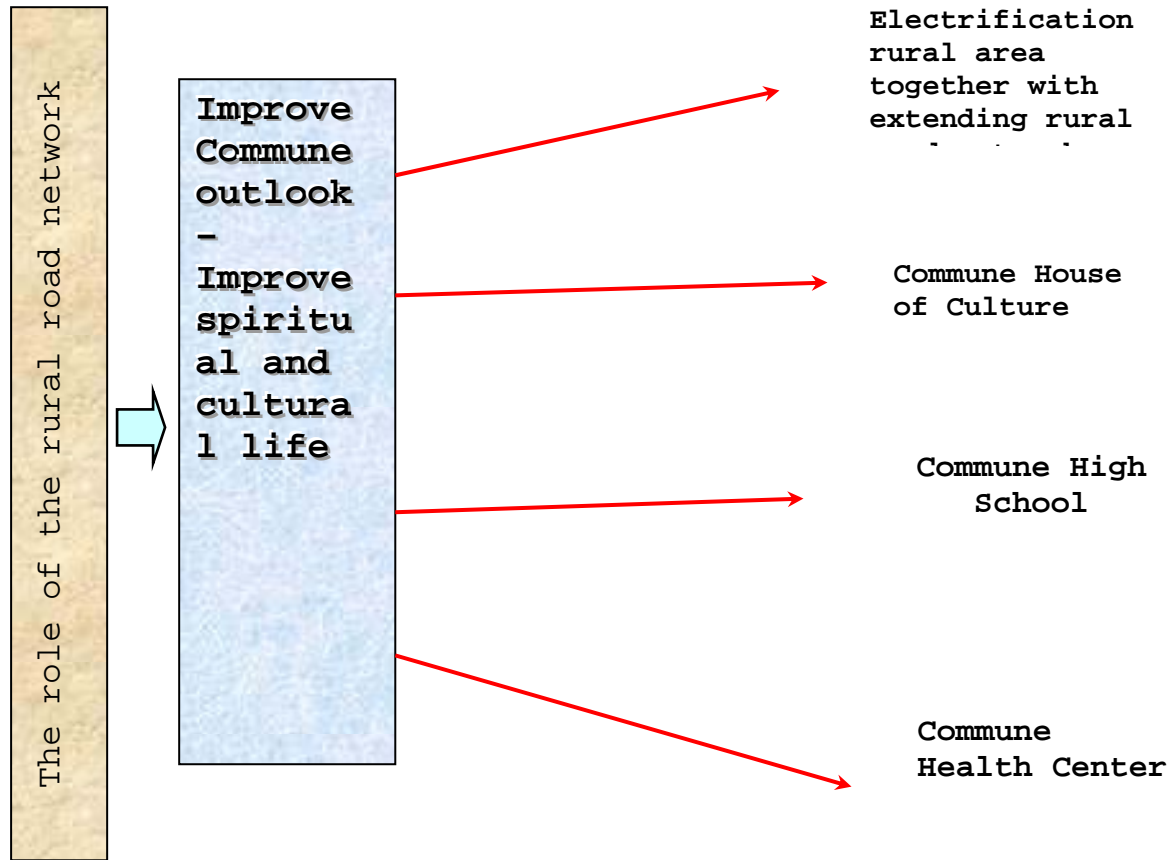 The role of the rural road network
Improve
Commune
outlook
–
Improve
spiritu
al and
cultura
l life
Electrification
rural area
together with
extending rural
Commune House
of Culture
Commune High
School
Commune
Health Center